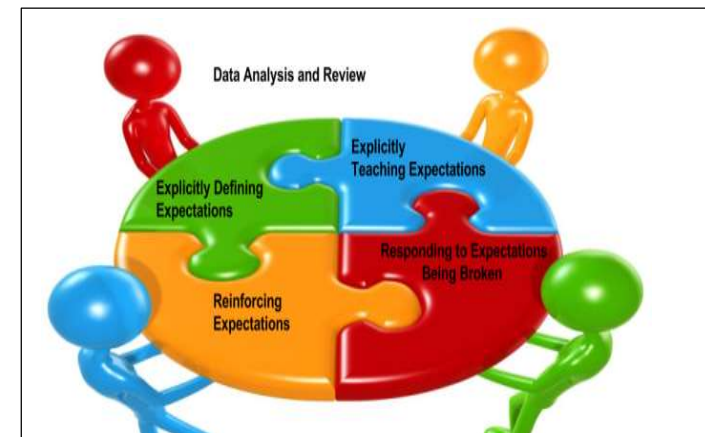 Data Analysis and Review
Explicitly
Teaching Expectations
Explicitly Defining
Expectations
Responding to Expectations
Being Broken
Reinforcing
Expectations